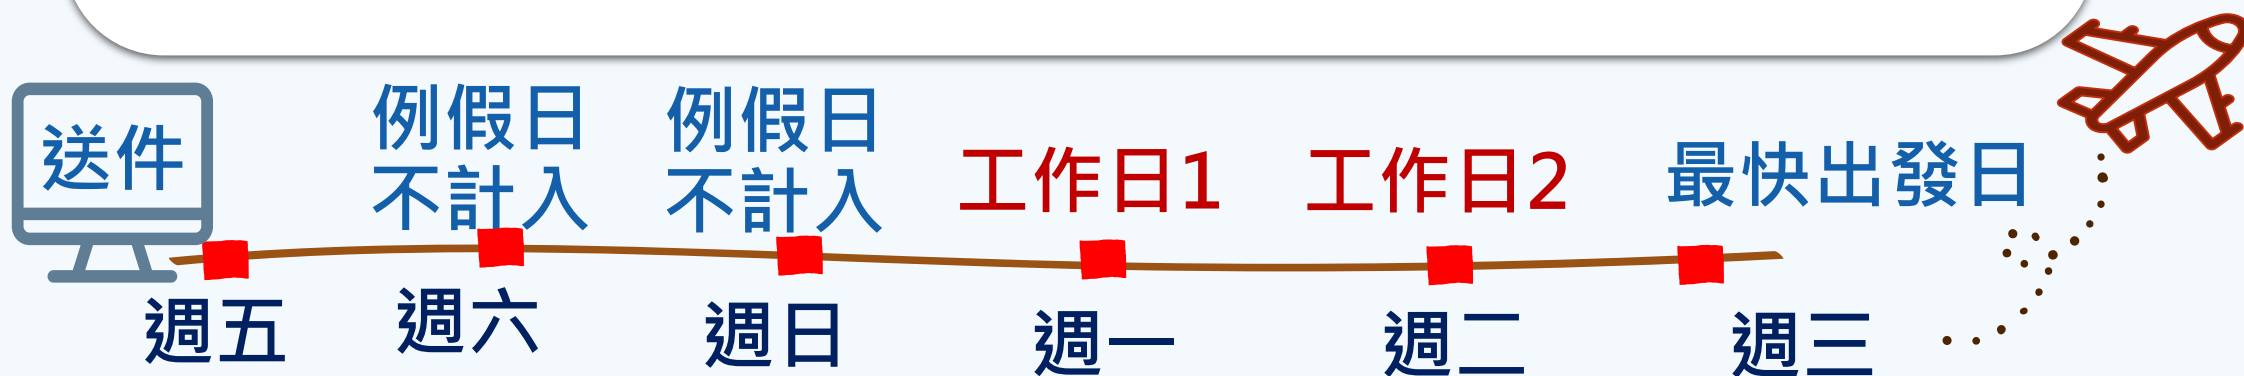 送件
例假日
不計入
例假日
不計入
工作日1
工作日2
最快出發日
週五
週六
週日
週一
週二
週三